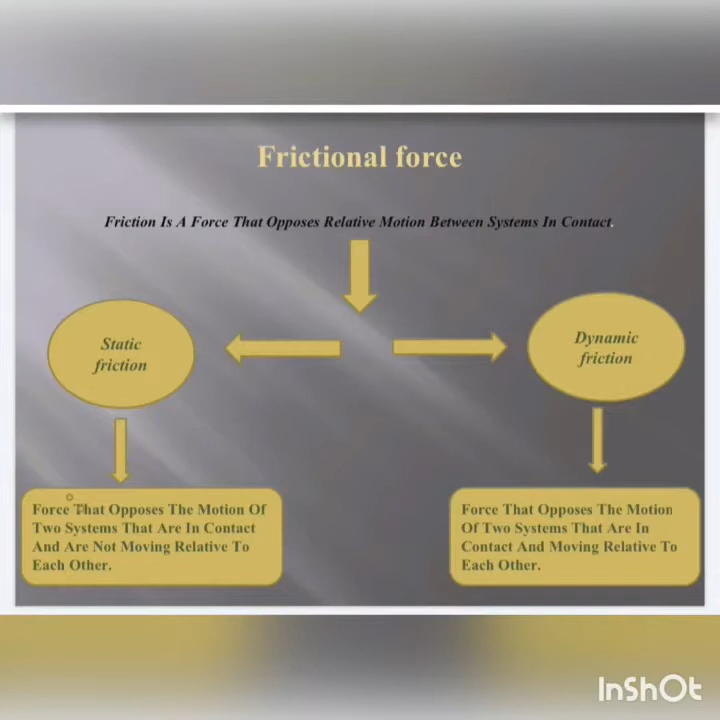 Frictional force
Friction Is A Force That Opposes Relative Motion Between Systems In Contact.
Static
friction
Dynamic
friction
Force That Opposes The Motion Of
Two Systems That Are In Contact
And Are Not Moving Relative To
Each Other.
Force That Opposes The Motion
Of Two Systems That Are In
Contact And Moving Relative To
Each Other.
InShOt